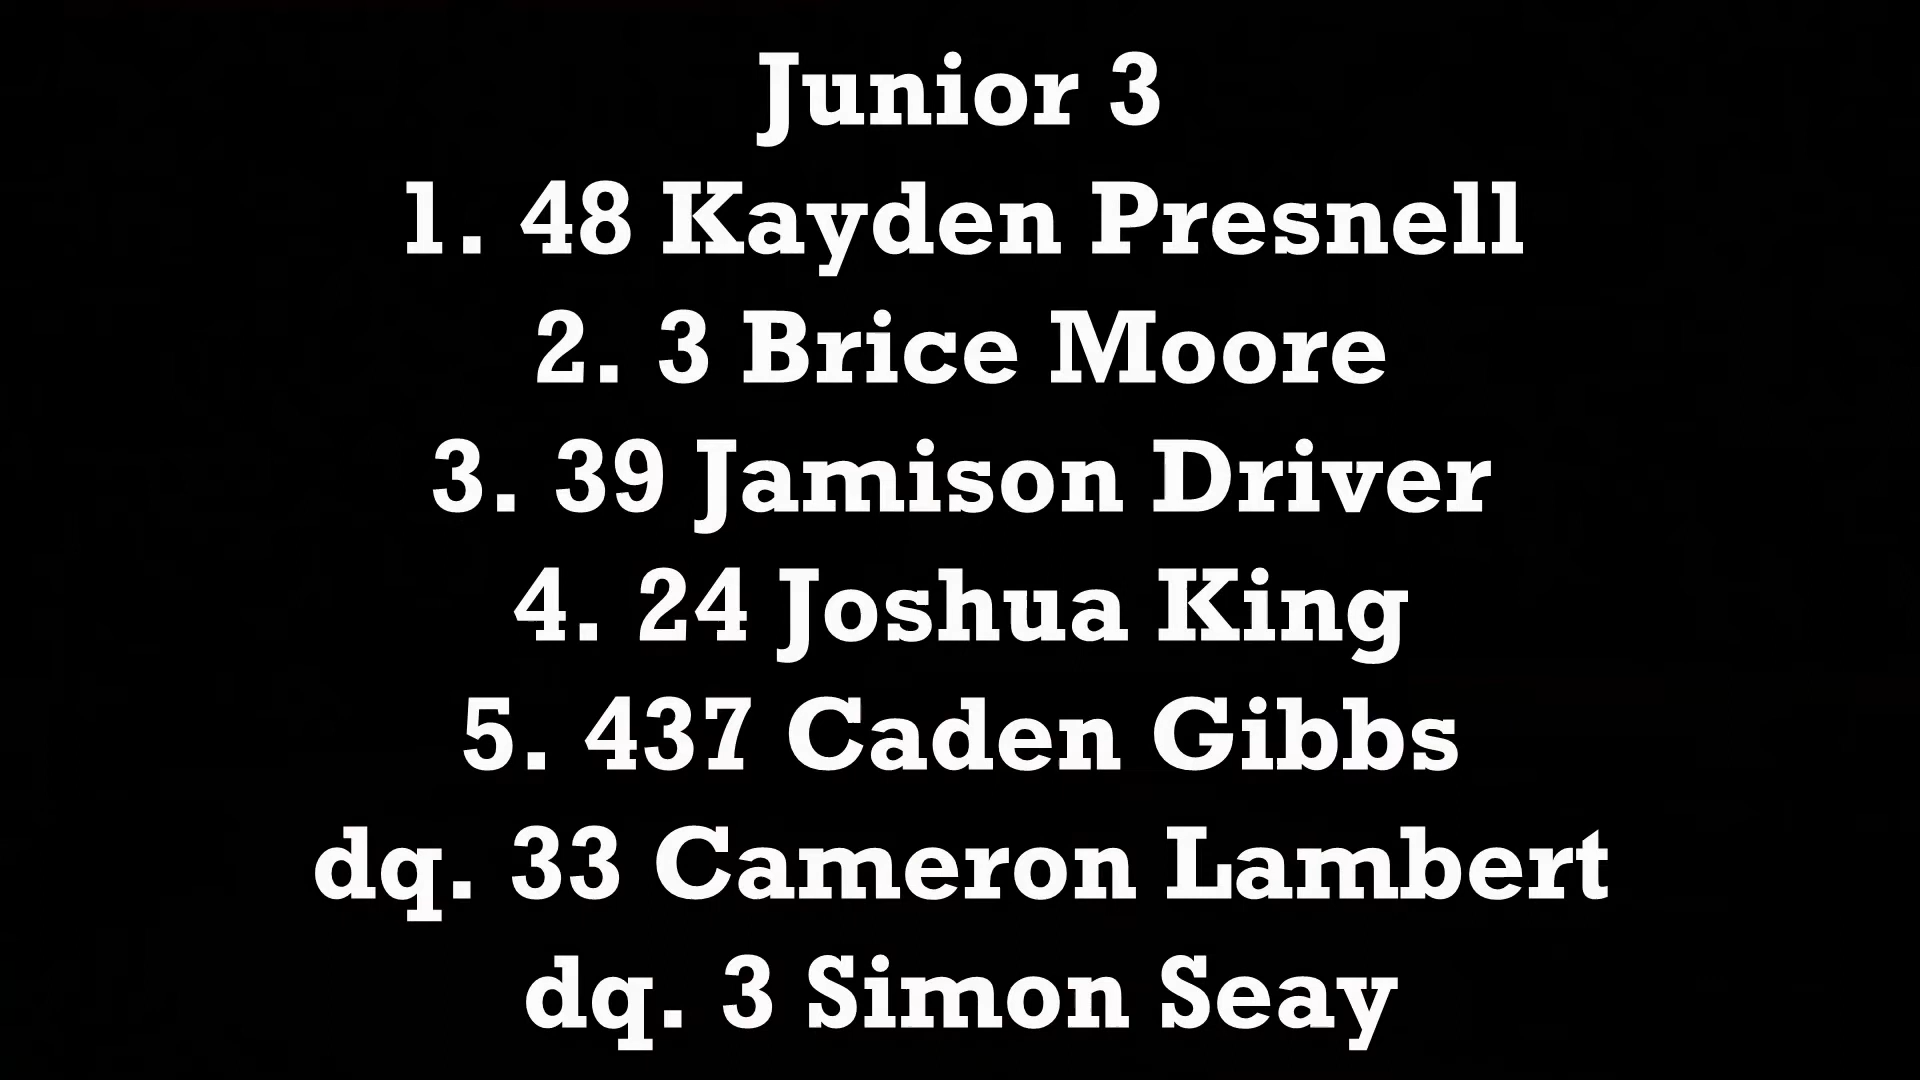 Junior 3
1. 48 Kayden Presnell
2. 3 Brice Moore
3. 39 Jamison Driver
4. 24 Joshua King
5. 437 Caden Gibbs
dq. 33 Cameron Lambert
dq. 3 Simon Seay